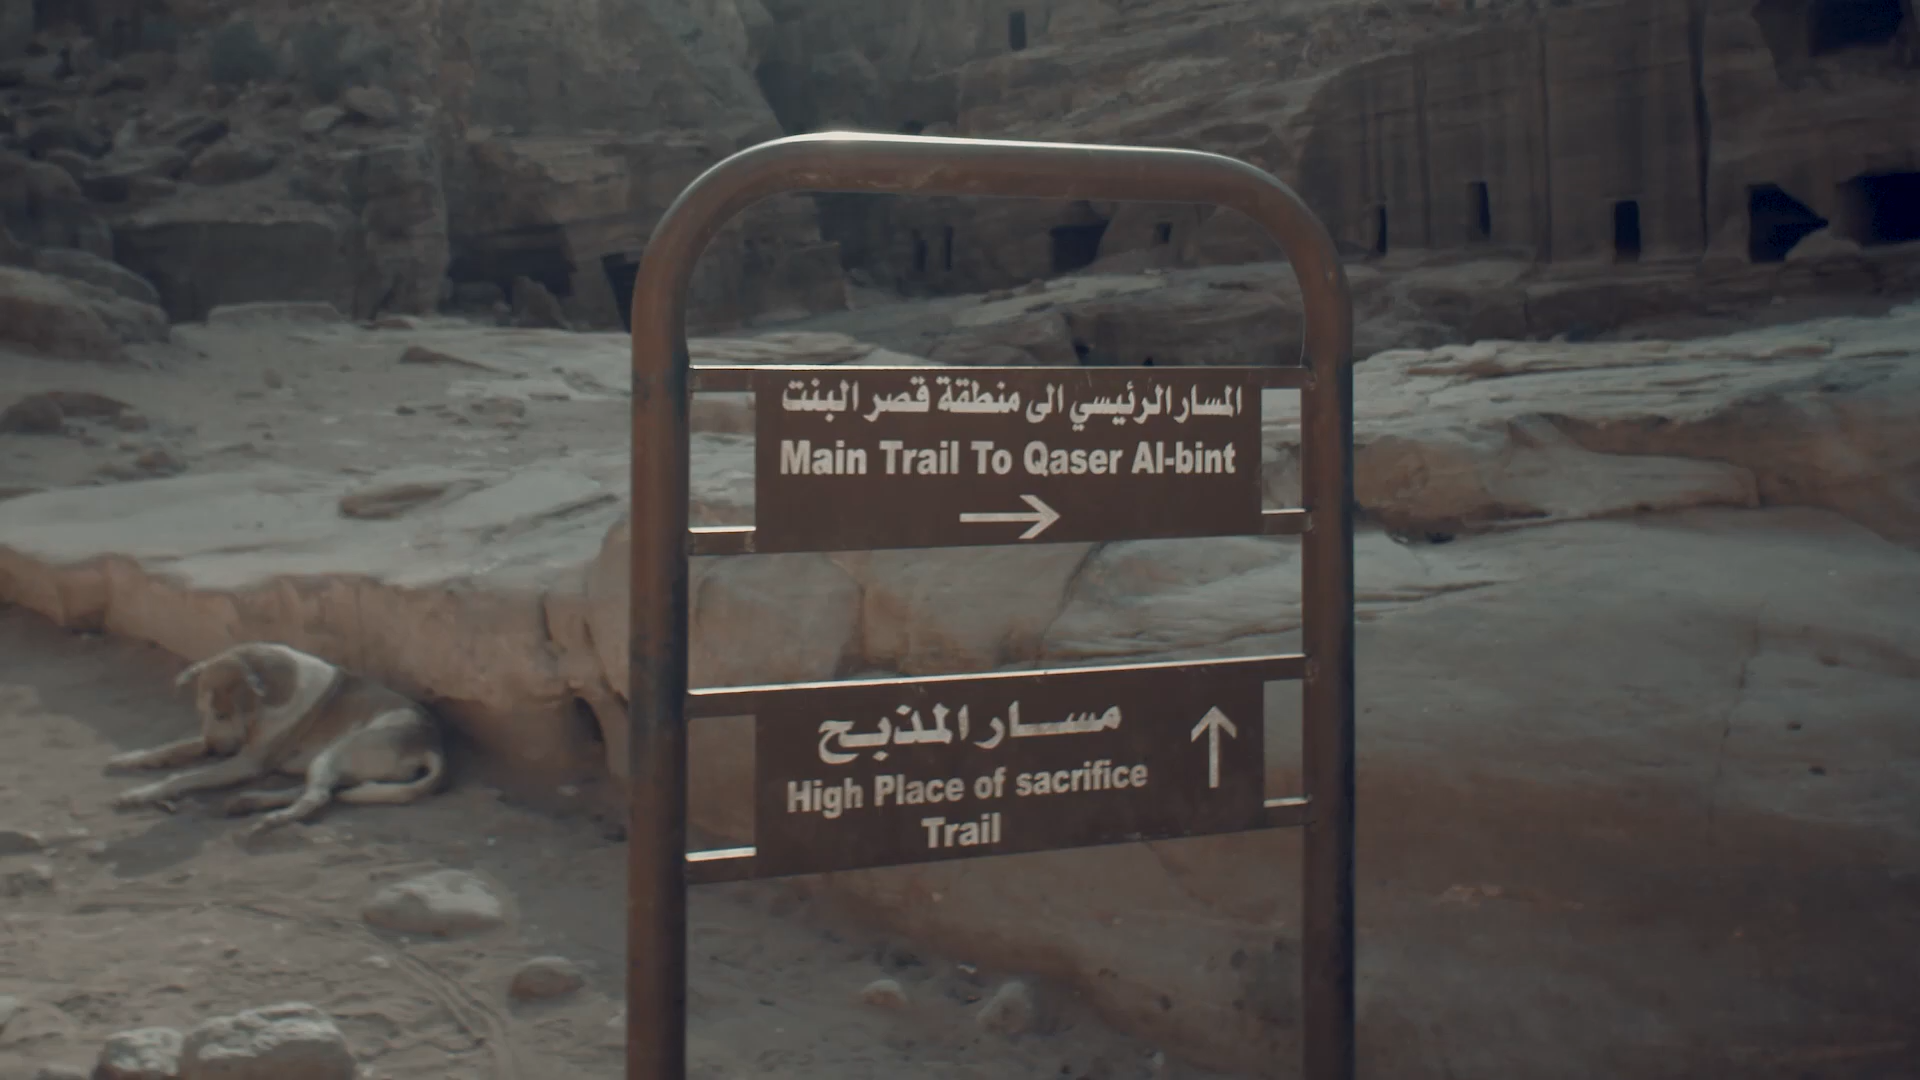 المسار الرئيسي الى منطقة قصر البنت
Main Trail To Qaser Al-bint
مسار المذبح
High Place of sacrifice
Trail